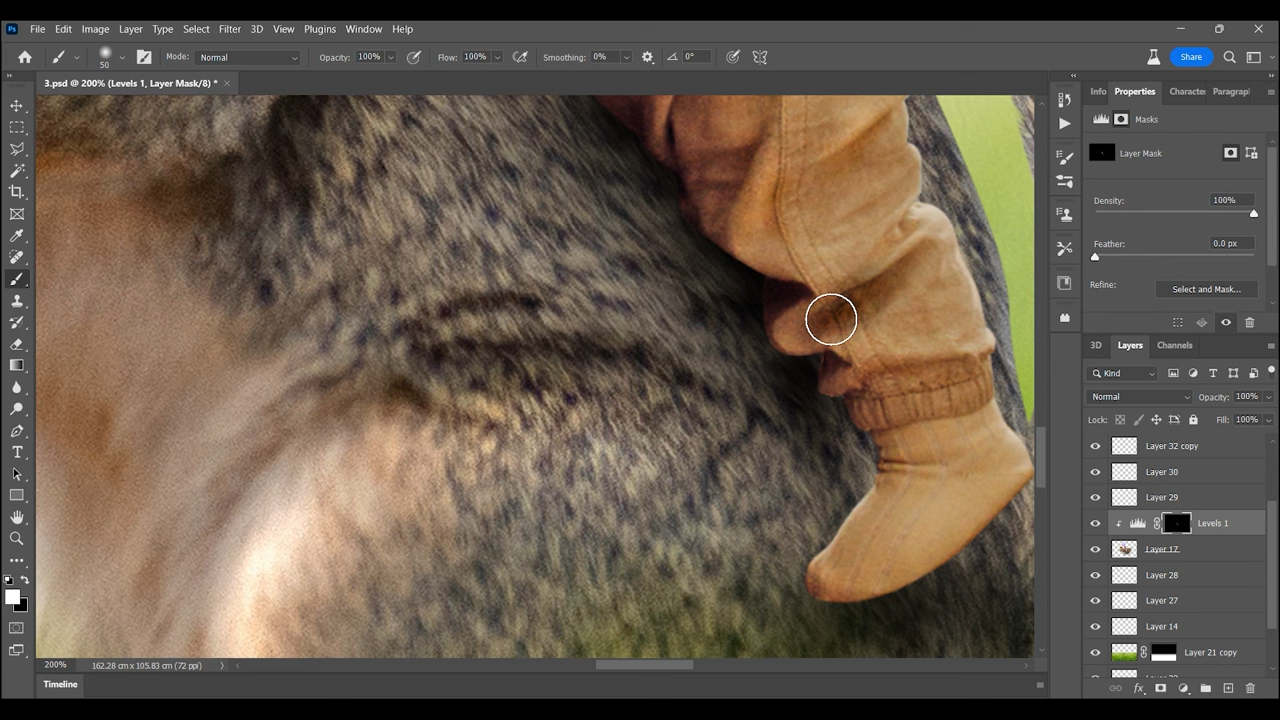 Ps File Edit Image Layer Type Select Filter 3D View Plugins Window Help
50 Mode: Normal Opacity: 100% Flow: 100% Smoothing: 0% 0° Share
3.psd @ 200% (Levels 1, Layer Mask/8) * ×
Info Properties Character Paragrap
Masks
Layer Mask
Density: 100%
Feather: 0.0 px
Refine: Select and Mask...
3D Layers Channels
Kind
Normal Opacity: 100%
Lock: Fill: 100%
Layer 32 copy
Layer 30
Layer 29
Levels 1
Layer 17
Layer 28
Layer 27
Layer 14
Layer 21 copy
200% 162.28 cm x 105.83 cm (72 ppi)
Timeline
fx